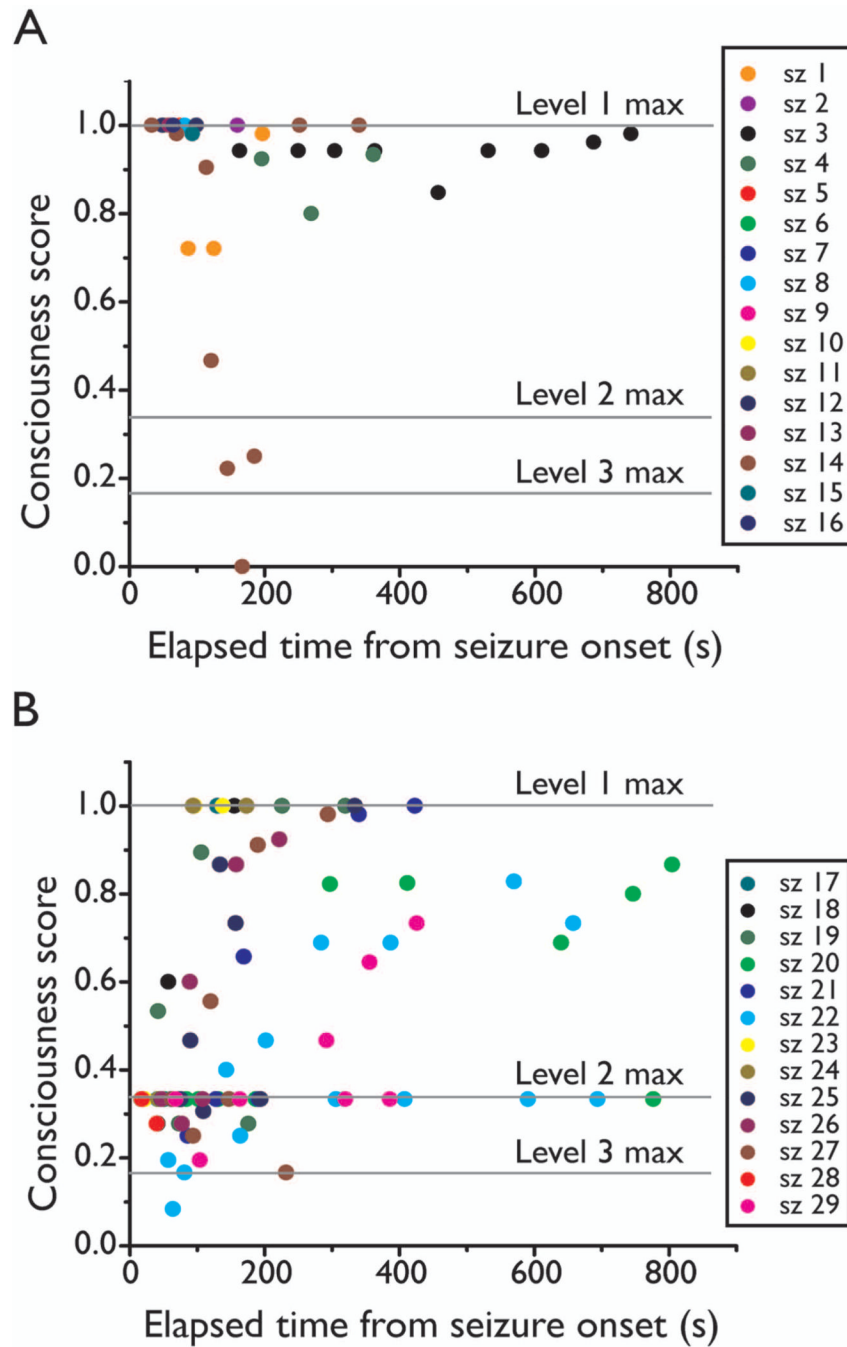 A
Consciousness score
1.0
0.8
0.6
0.4
0.2
0.0
Level 1 max
Level 2 max
Level 3 max
0 200 400 600 800
Elapsed time from seizure onset (s)
sz 1
sz 2
sz 3
sz 4
sz 5
sz 6
sz 7
sz 8
sz 9
sz 10
sz 11
sz 12
sz 13
sz 14
sz 15
sz 16
B
Consciousness score
1.0
0.8
0.6
0.4
0.2
0.0
Level 1 max
Level 2 max
Level 3 max
0 200 400 600 800
Elapsed time from seizure onset (s)
sz 17
sz 18
sz 19
sz 20
sz 21
sz 22
sz 23
sz 24
sz 25
sz 26
sz 27
sz 28
sz 29